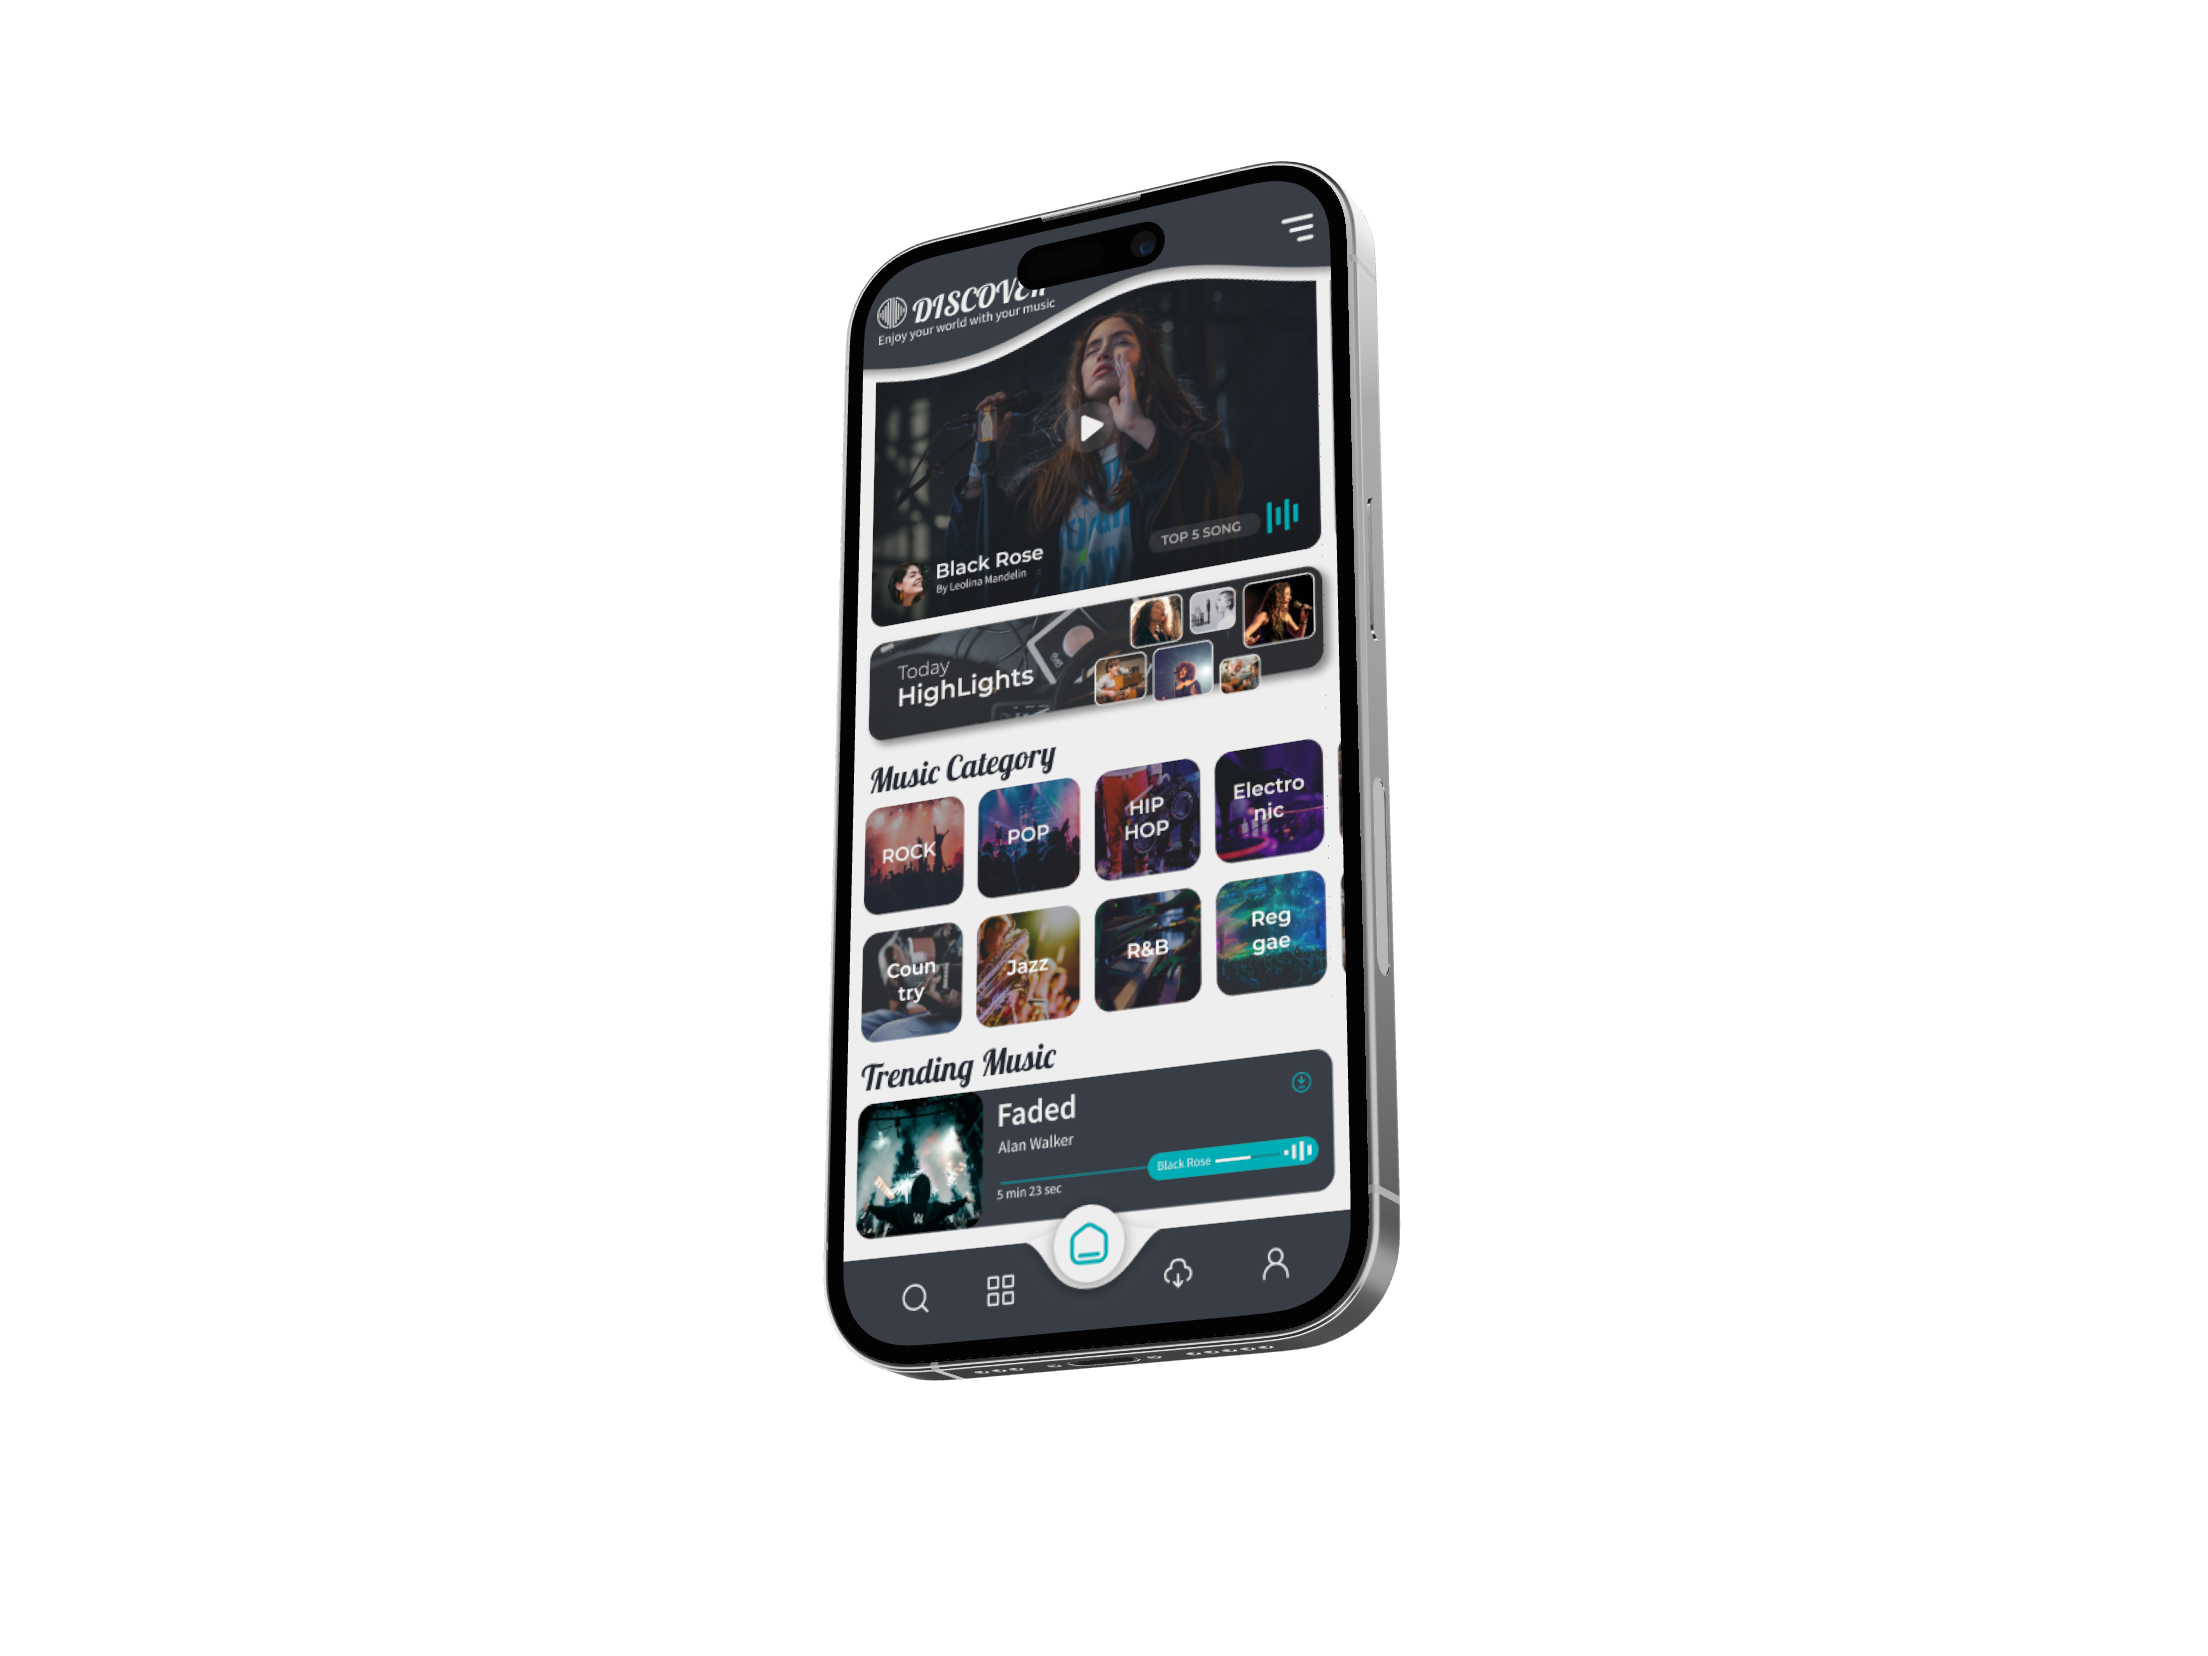 DISCOVER
Enjoy your world with your music
TOP 5 SONG
Black Rose
By Leolina Mandelin
Today
HighLights
Music Category
ROCK
POP
HIP
HOP
Electro
nic
Coun
try
Jazz
R&B
Reg
gae
Trending Music
Faded
Alan Walker
Black Rose
5 min 23 sec